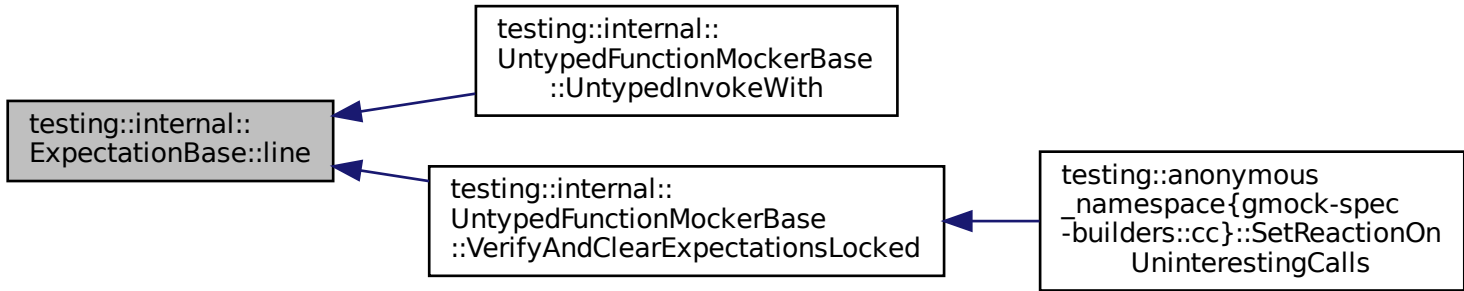 testing::internal::
ExpectationBase::line
testing::internal::
UntypedFunctionMockerBase
::UntypedInvokeWith
testing::internal::
UntypedFunctionMockerBase
::VerifyAndClearExpectationsLocked
testing::anonymous
_namespace{gmock-spec
-builders::cc}::SetReactionOn
UninterestingCalls